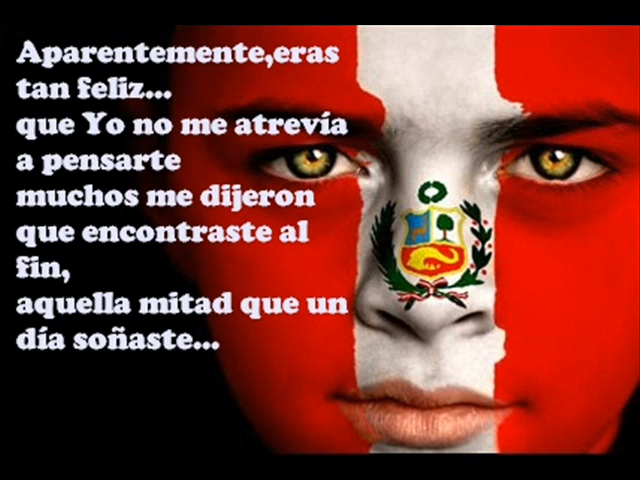 Aparentemente,eras
tan feliz...
que Yo no me atrevía
a pensarte
muchos me dijeron
que encontraste al
fin,
aquella mitad que un
día soñaste...